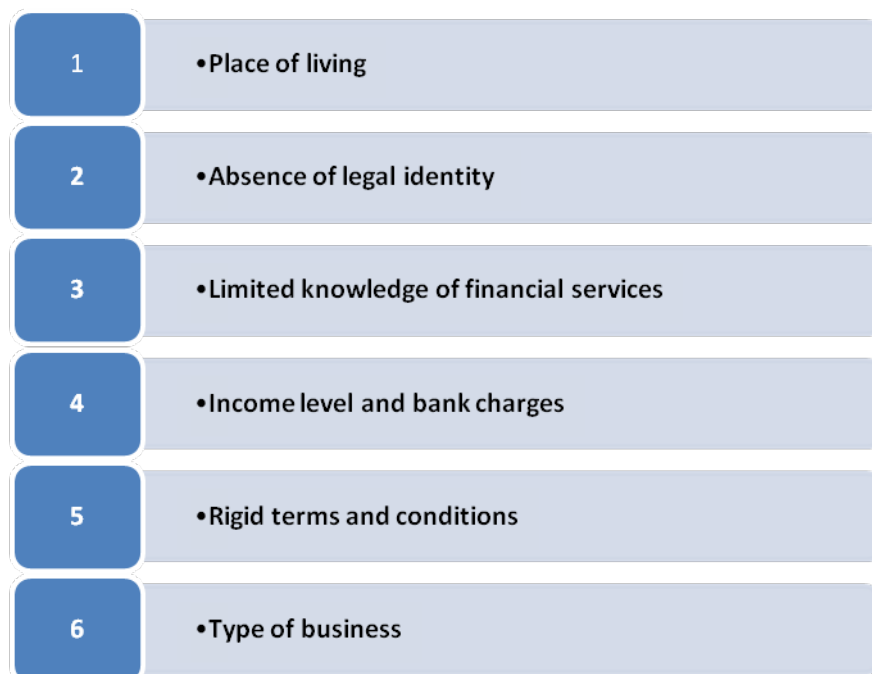 1 •Place of living
2 •Absence of legal identity
3 •Limited knowledge of financial services
4 •Income level and bank charges
5 •Rigid terms and conditions
6 •Type of business